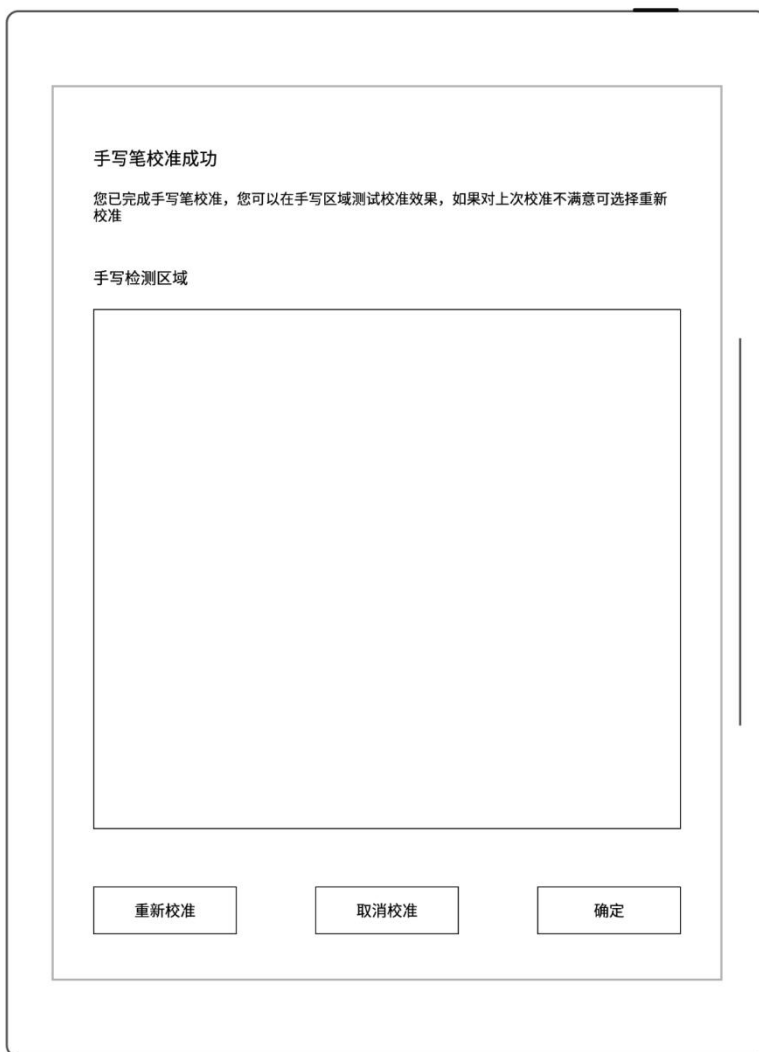 手写笔校准成功
您已完成手写笔校准，您可以在手写区域测试校准效果，如果对上次校准不满意可选择重新
校准
手写检测区域
重新校准
取消校准
确定